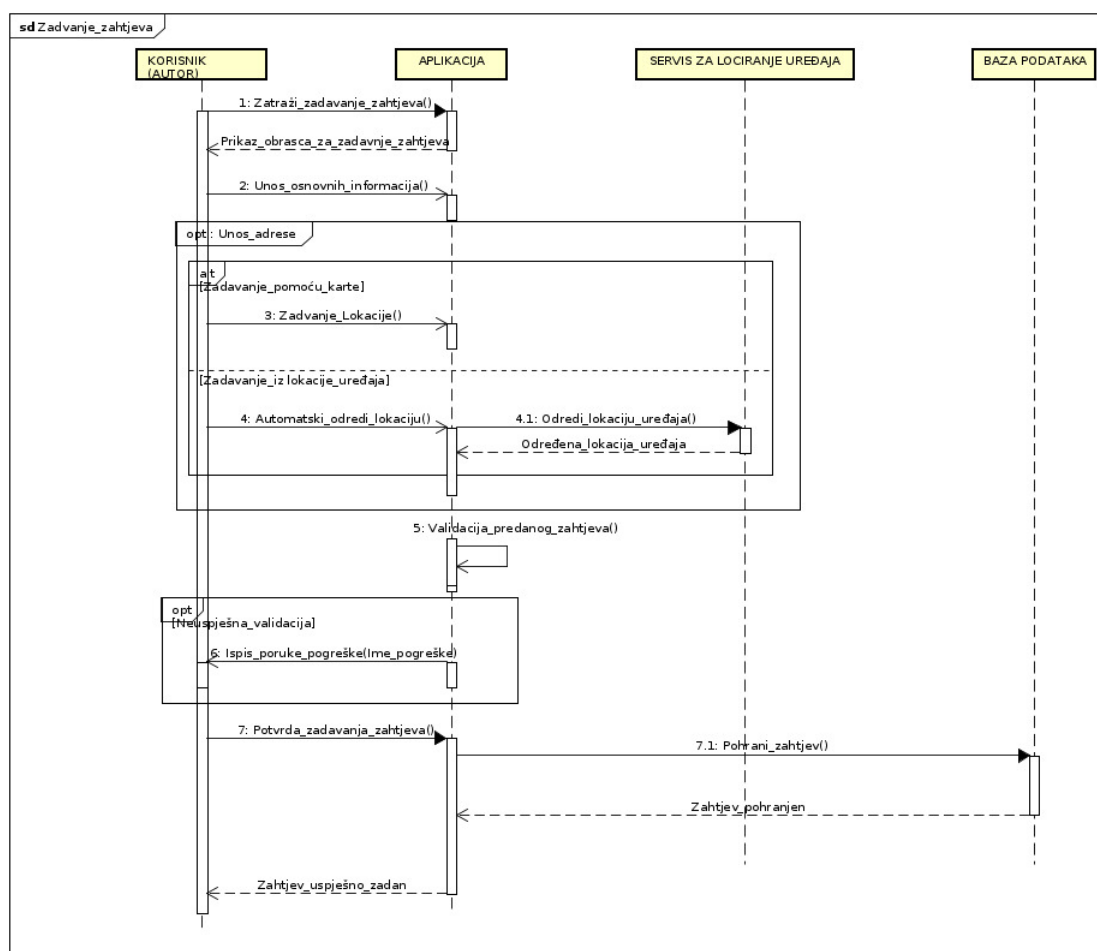 sd Zadvanje_zahtjeva
KORISNIK
(AUTOR)
APLIKACIJA
SERVIS ZA LOCIRANJE UREĐAJA
BAZA PODATAKA
1: Zatraži_zadavanje_zahtjeva()
Prikaz_obrasca_za_zadavnje_zahtjeva
2: Unos_osnovnih_informacija()
opt : Unos_adrese
alt
[Zadavanje_pomoću_karte]
3: Zadvanje_Lokacije()
[Zadavanje_iz lokacije_uređaja]
4: Automatski_odredi_lokaciju()
4.1: Odredi_lokaciju_uređaja()
Određena_lokacija_uređaja
5: Validacija_predanog_zahtjeva()
opt
[Neuspješna_validacija]
6: Ispis_poruke_pogreške(Ime_pogreške)
7: Potvrda_zadavanja_zahtjeva()
7.1: Pohrani_zahtjev()
Zahtjev_pohranjen
Zahtjev_uspješno_zadan